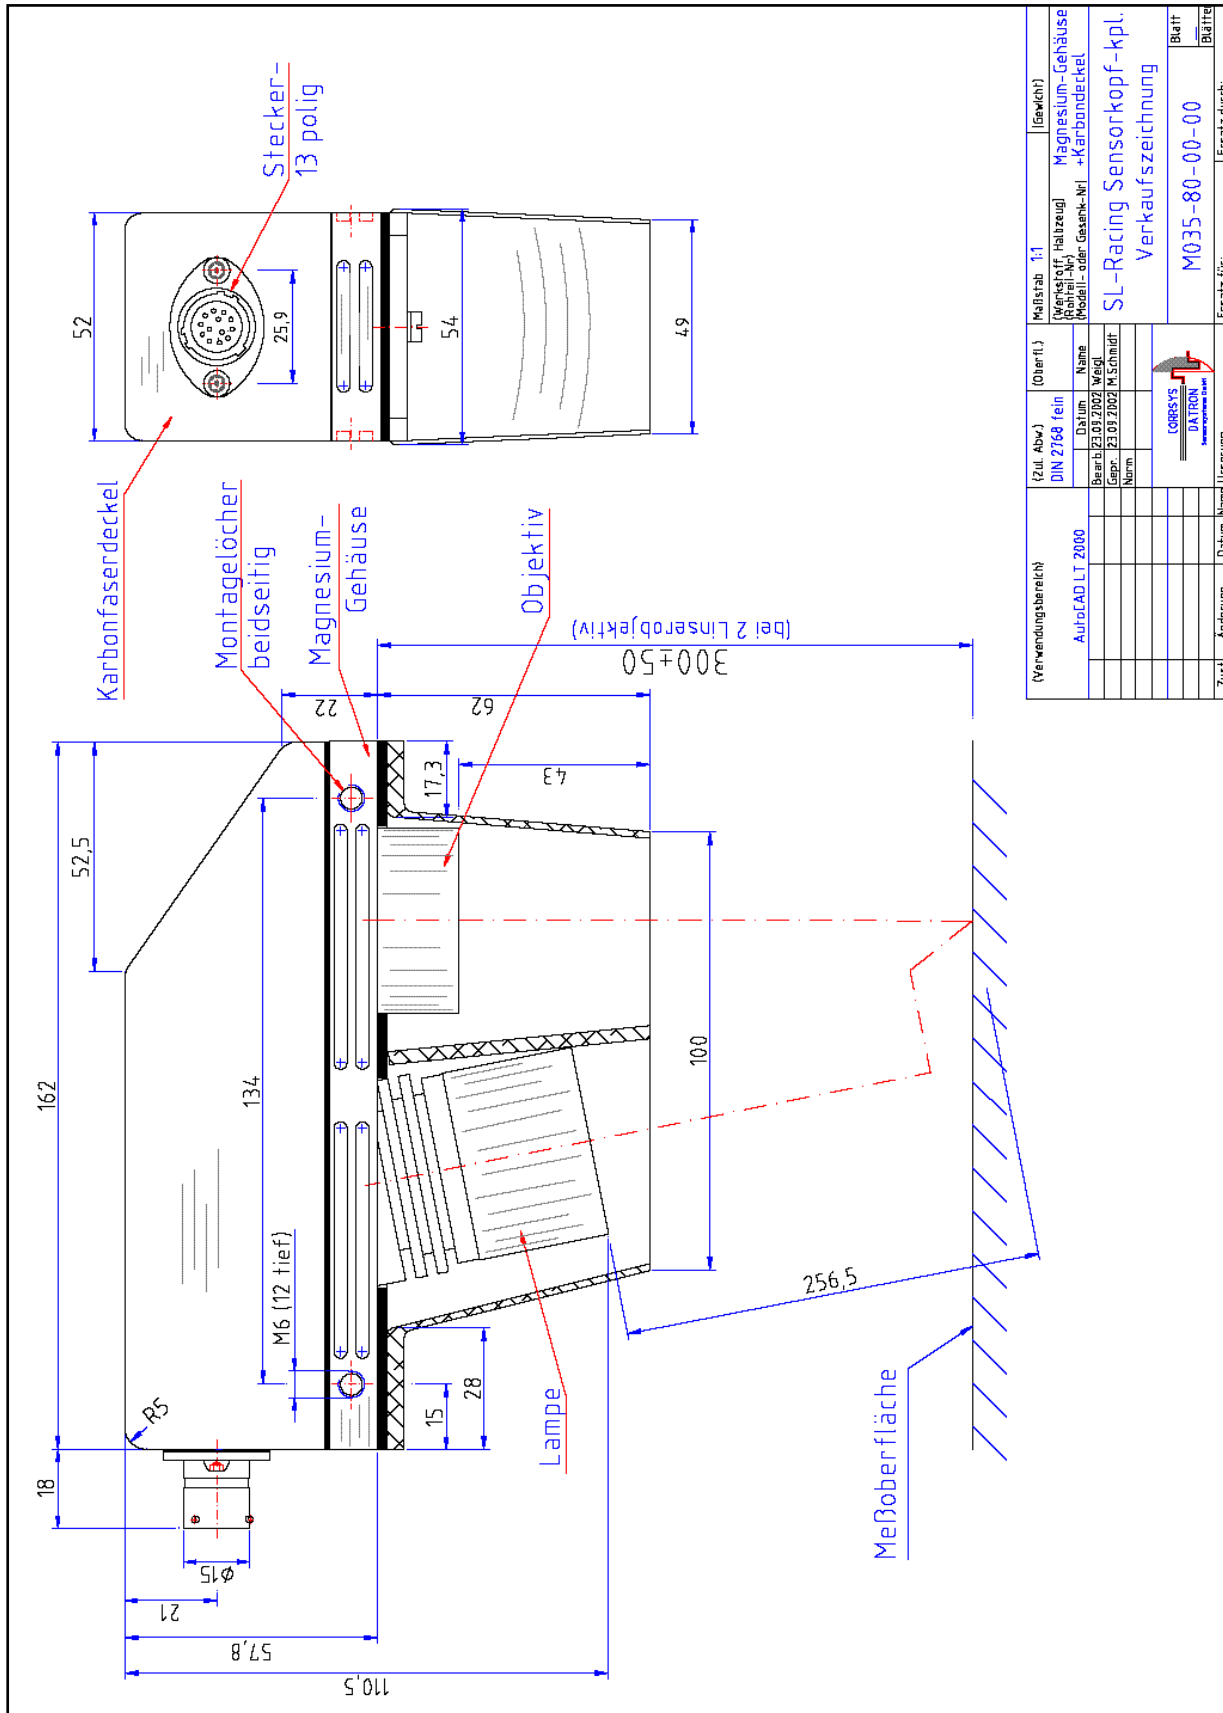 52
Stecker-
13 polig
25,9
54
49
Karbonfaserdeckel
Montagelöcher
beidseitig
Magnesium-
Gehäuse
Objektiv
300±50
(bei 2 Linserobjektiv)
22
62
17,3
43
52,5
162
134
100
M6 (12 tief)
R5
18
Ø15
21
57,8
110,5
15
28
Lampe
256,5
Meßoberfläche
(Verwendungsbereich)
AutoCAD LT 2000
(Zul. Abw.)
DIN 2768 fein
(Oberfl.)
Maßstab 1:1
(Gewicht)
(Werkstoff, Halbzeug)
(Rohteil-Nr)
(Modell- oder Gesenk-Nr)
Magnesium-Gehäuse
+Karbondeckel
Datum Name
Bearb. 23.09.2002 Weigl
Gepr. 23.09.2002 M.Schmidt
Norm
SL-Racing Sensorkopf-kpl.
Verkaufszeichnung
CORRSYS
DATRON
M035-80-00-00
Blatt
Blätter